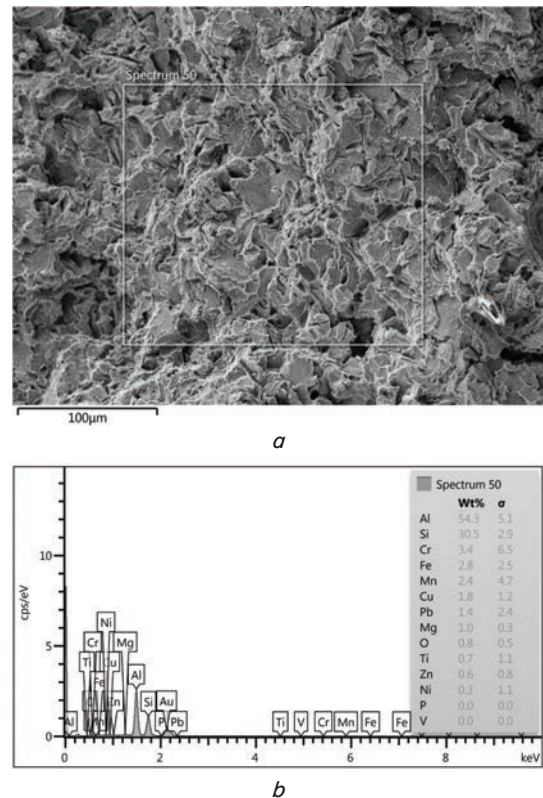 Spectrum 50
100µm
a
Spectrum 50
Wt% σ
Al 54.3 5.1
Si 30.5 2.9
Cr 3.4 6.5
Fe 2.8 2.5
Mn 2.4 4.7
Cu 1.8 1.2
Pb 1.4 2.4
Mg 1.0 0.3
O 0.8 0.5
Ti 0.7 1.1
Zn 0.6 0.8
Ni 0.3 1.1
P 0.0 0.0
V 0.0 0.0
cps/eV
10
5
0
Ni
Cr Mg
Ti Cu
Fe Al
Zn Si Au
Al P Pb Ti V Cr Mn Fe Fe
0 2 4 6 8 keV
b